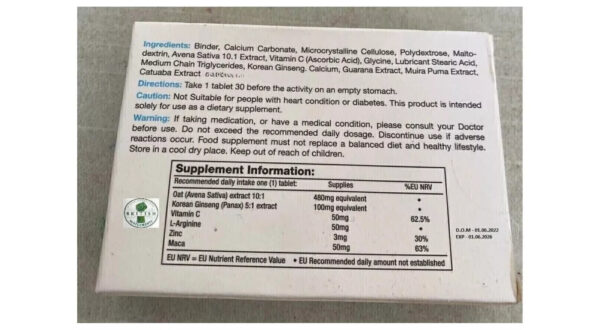 Ingredients: Binder, Calcium Carbonate, Microcrystalline Cellulose, Polydextrose, Malto-
dextrin, Avena Sativa 10.1 Extract, Vitamin C (Ascorbic Acid), Glycine, Lubricant Stearic Acid,
Medium Chain Triglycerides, Korean Ginseng. Calcium, Guarana Extract, Muira Puma Extract,
Catuaba Extract
Directions: Take 1 tablet 30 before the activity on an empty stomach.
Caution: Not Suitable for people with heart condition or diabetes. This product is intended
solely for use as a dietary supplement.
Warning: If taking medication, or have a medical condition, please consult your Doctor
before use. Do not exceed the recommended daily dosage. Discontinue use if adverse
reactions occur. Food supplement must not replace a balanced diet and healthy lifestyle.
Store in a cool dry place. Keep out of reach of children.
Supplement Information:
Recommended daily intake one (1) tablet: Supplies %EU NRV
Oat (Avena Sativa) extract 10:1 480mg equivalent •
Korean Ginseng (Panax) 5:1 extract 100mg equivalent •
Vitamin C 50mg 62.5%
L-Arginine 50mg •
Zinc 3mg 30%
Maca 50mg 63%
EU NRV = EU Nutrient Reference Value • EU Recommended daily amount not established
BRITISH
D.O.M - 05.06.2022
EXP - 01.06.2026